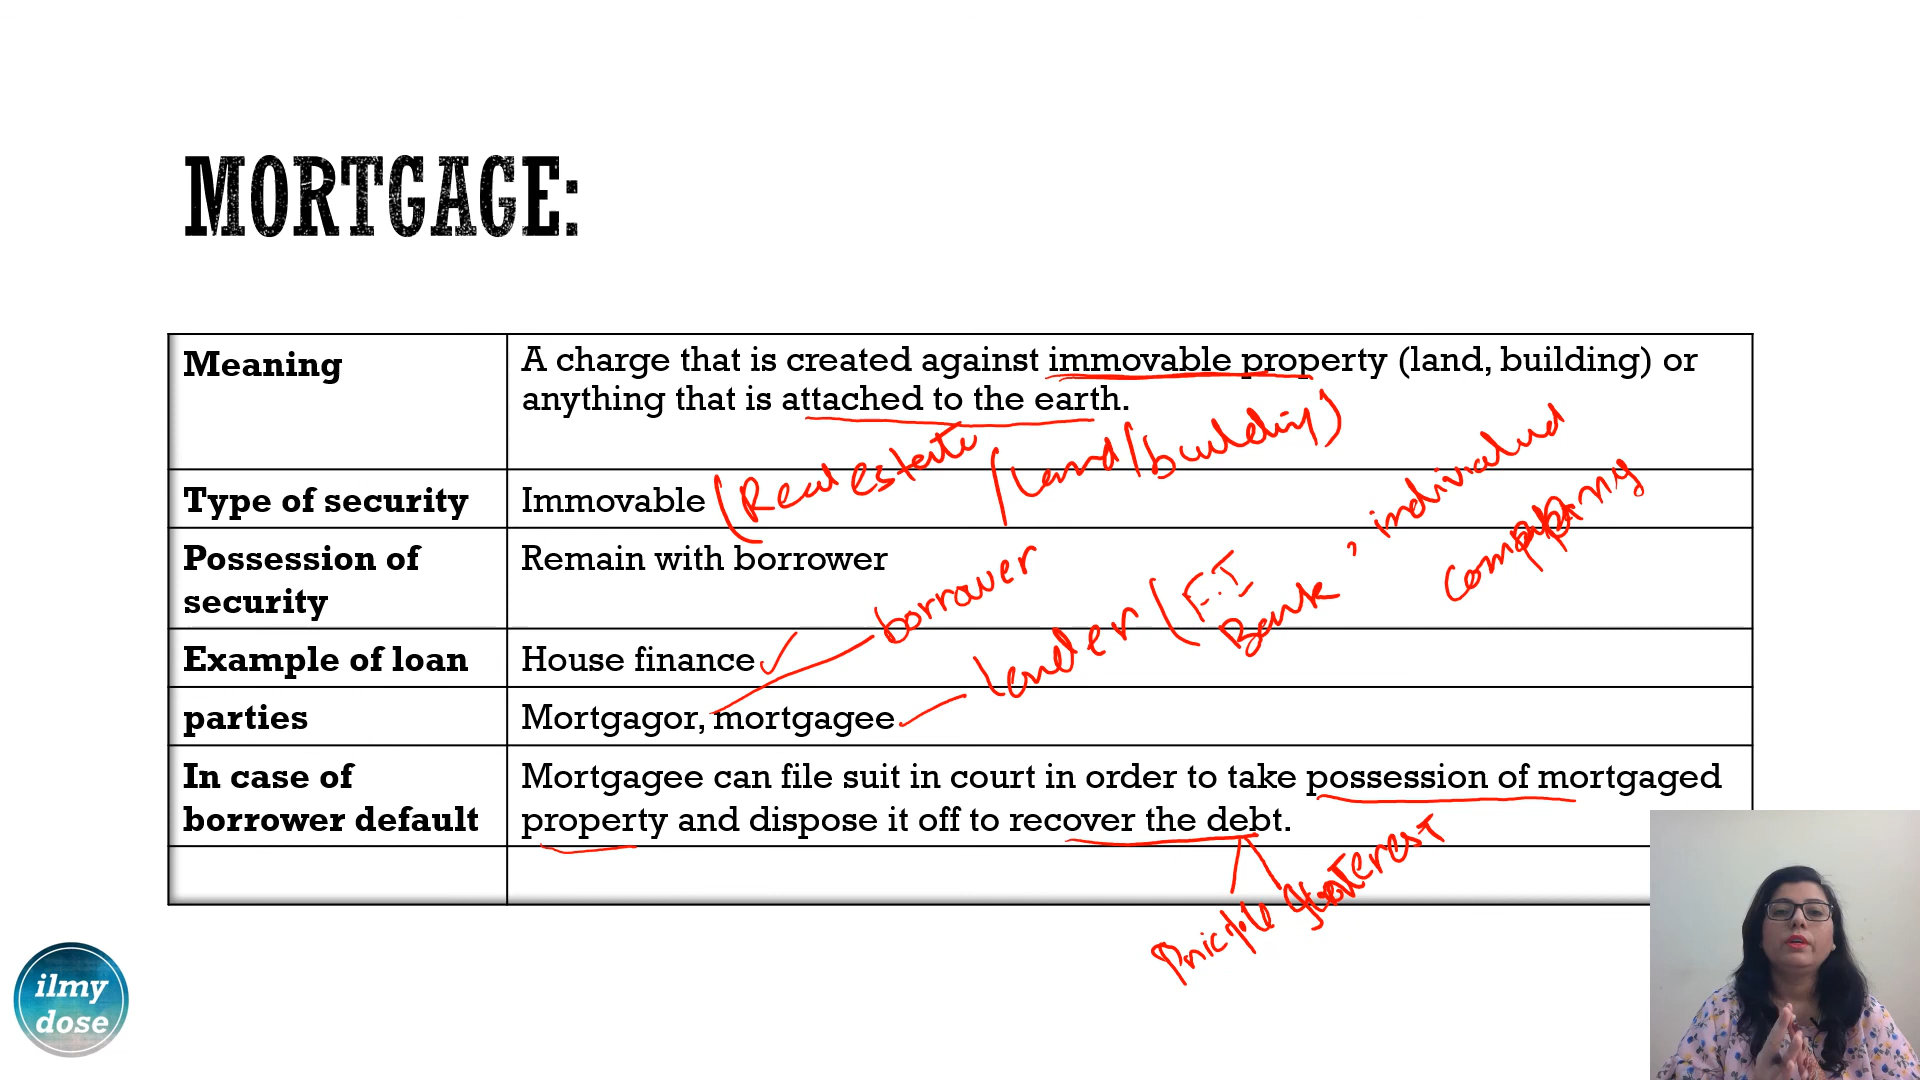 MORTGAGE:
Meaning
A charge that is created against immovable property (land, building) or
anything that is attached to the earth.
Type of security
Immovable
(Real estate
/Land/building)
Possession of
security
Remain with borrower
borrower
lender (F.I
Bank
, individual
company
Example of loan
House finance
parties
Mortgagor, mortgagee
In case of
borrower default
Mortgagee can file suit in court in order to take possession of mortgaged
property and dispose it off to recover the debt.
Interest
ilmy
dose